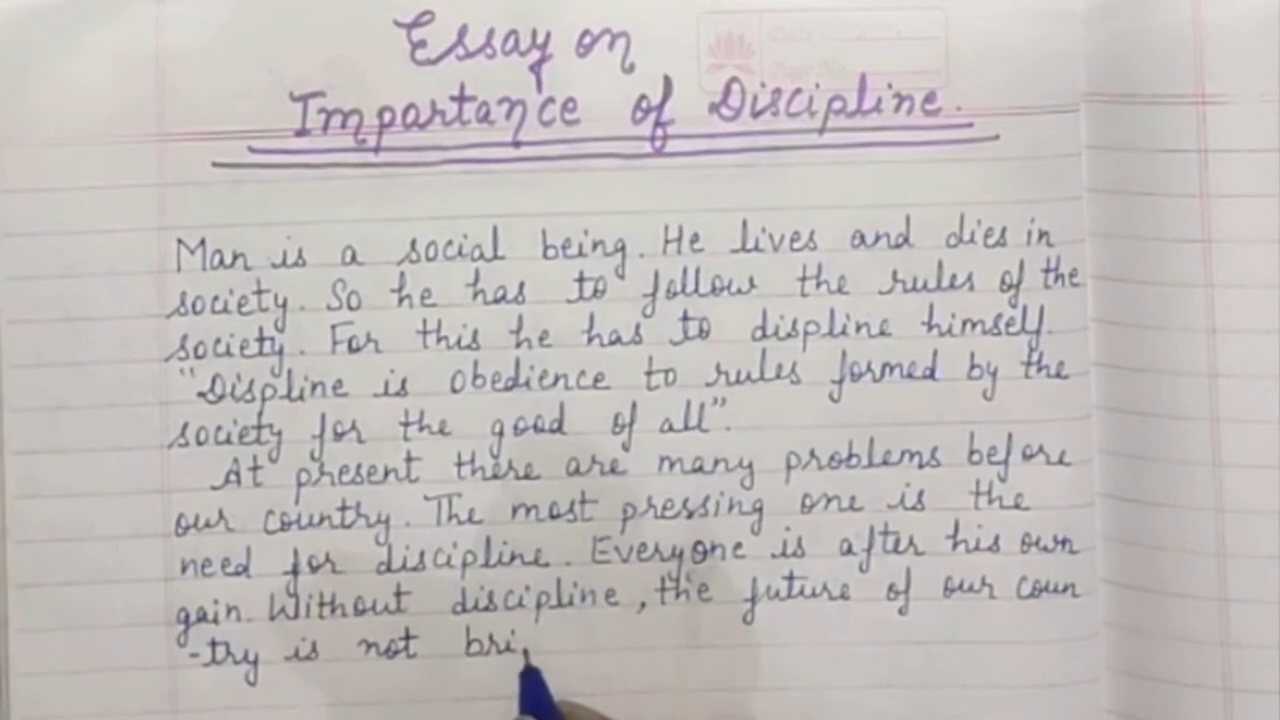 Essay on
Importance of Discipline.
Man is a social being. He lives and dies in
society. So he has to follow the rules of the
society. For this he has to displine himself.
"Displine is obedience to rules formed by the
society for the good of all".
At present there are many problems before
our country. The most pressing one is the
need for discipline. Everyone is after his own
gain. Without discipline, the future of our coun
-try is not bri